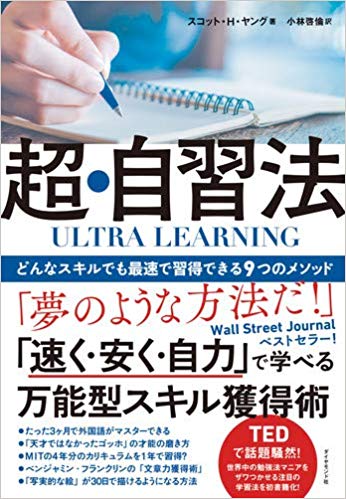 スコット・H・ヤング 著 小林啓倫 訳
超・自習法
ULTRA LEARNING
どんなスキルでも最速で習得できる9つのメソッド
「夢のような方法だ!」
Wall Street Journal
ベストセラー!
「速く・安く・自力」で学べる
万能型スキル獲得術
・たった3ヶ月で外国語がマスターできる
・「天才ではなかったゴッホ」の才能の磨き方
・MITの4年分のカリキュラムを1年で習得?
・ベンジャミン・フランクリンの「文章力獲得術」
・「写実的な絵」が30日で描けるようになる方法
TED
で話題騒然!
世界中の勉強法マニアを
ザワつかせる注目の
学習法を初書籍化!
ダイヤモンド社